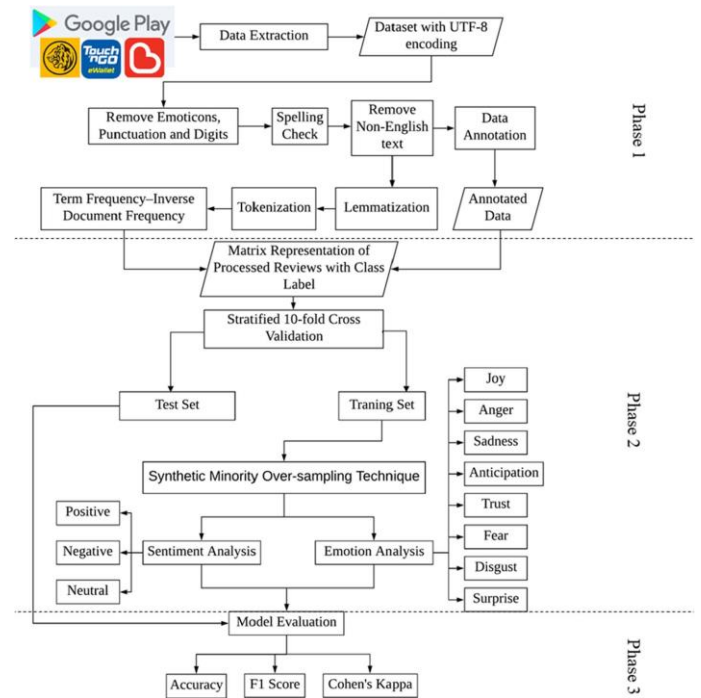 Google Play
Touch
'nGO
eWallet
Data Extraction
Dataset with UTF-8
encoding
Remove Emoticons,
Punctuation and Digits
Spelling
Check
Remove
Non-English
text
Data
Annotation
Phase 1
Term Frequency–Inverse
Document Frequency
Tokenization
Lemmatization
Annotated
Data
Matrix Representation of
Processed Reviews with Class
Label
Stratified 10-fold Cross
Validation
Test Set
Traning Set
Synthetic Minority Over-sampling Technique
Sentiment Analysis
Emotion Analysis
Positive
Negative
Neutral
Joy
Anger
Sadness
Anticipation
Trust
Fear
Disgust
Surprise
Phase 2
Model Evaluation
Accuracy
F1 Score
Cohen's Kappa
Phase 3